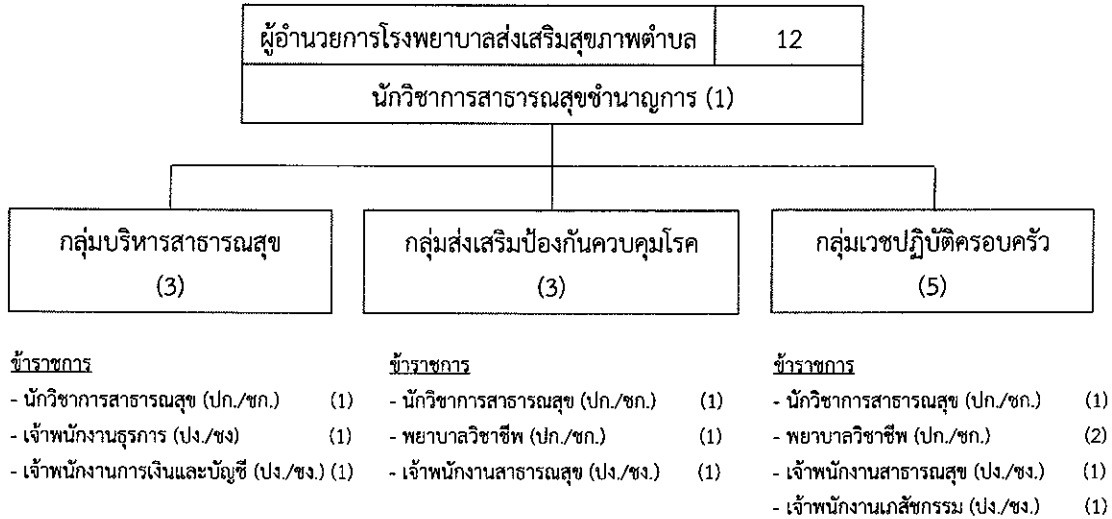 ผู้อำนวยการโรงพยาบาลส่งเสริมสุขภาพตำบล 12
นักวิชาการสาธารณสุขชำนาญการ (1)
กลุ่มบริหารสาธารณสุข
(3)
กลุ่มส่งเสริมป้องกันควบคุมโรค
(3)
กลุ่มเวชปฏิบัติครอบครัว
(5)
ข้าราชการ
- นักวิชาการสาธารณสุข (ปก./ชก.) (1)
- เจ้าพนักงานธุรการ (ปง./ชง) (1)
- เจ้าพนักงานการเงินและบัญชี (ปง./ชง.) (1)
ข้าราชการ
- นักวิชาการสาธารณสุข (ปก./ชก.) (1)
- พยาบาลวิชาชีพ (ปก./ชก.) (1)
- เจ้าพนักงานสาธารณสุข (ปง./ชง.) (1)
ข้าราชการ
- นักวิชาการสาธารณสุข (ปก./ชก.) (1)
- พยาบาลวิชาชีพ (ปก./ชก.) (2)
- เจ้าพนักงานสาธารณสุข (ปง./ชง.) (1)
- เจ้าพนักงานเภสัชกรรม (ปง./ชง.) (1)